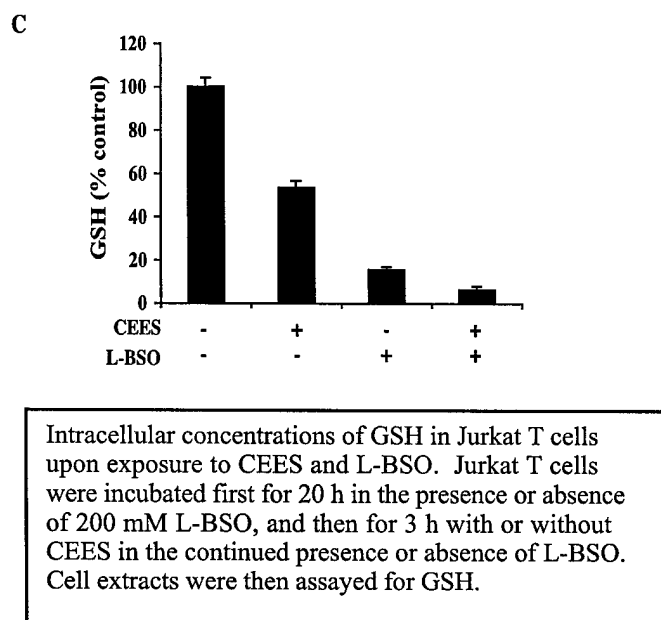 C
GSH (% control)
120
100
80
60
40
20
0
CEES - + - +
L-BSO - - + +
Intracellular concentrations of GSH in Jurkat T cells
upon exposure to CEES and L-BSO. Jurkat T cells
were incubated first for 20 h in the presence or absence
of 200 mM L-BSO, and then for 3 h with or without
CEES in the continued presence or absence of L-BSO.
Cell extracts were then assayed for GSH.